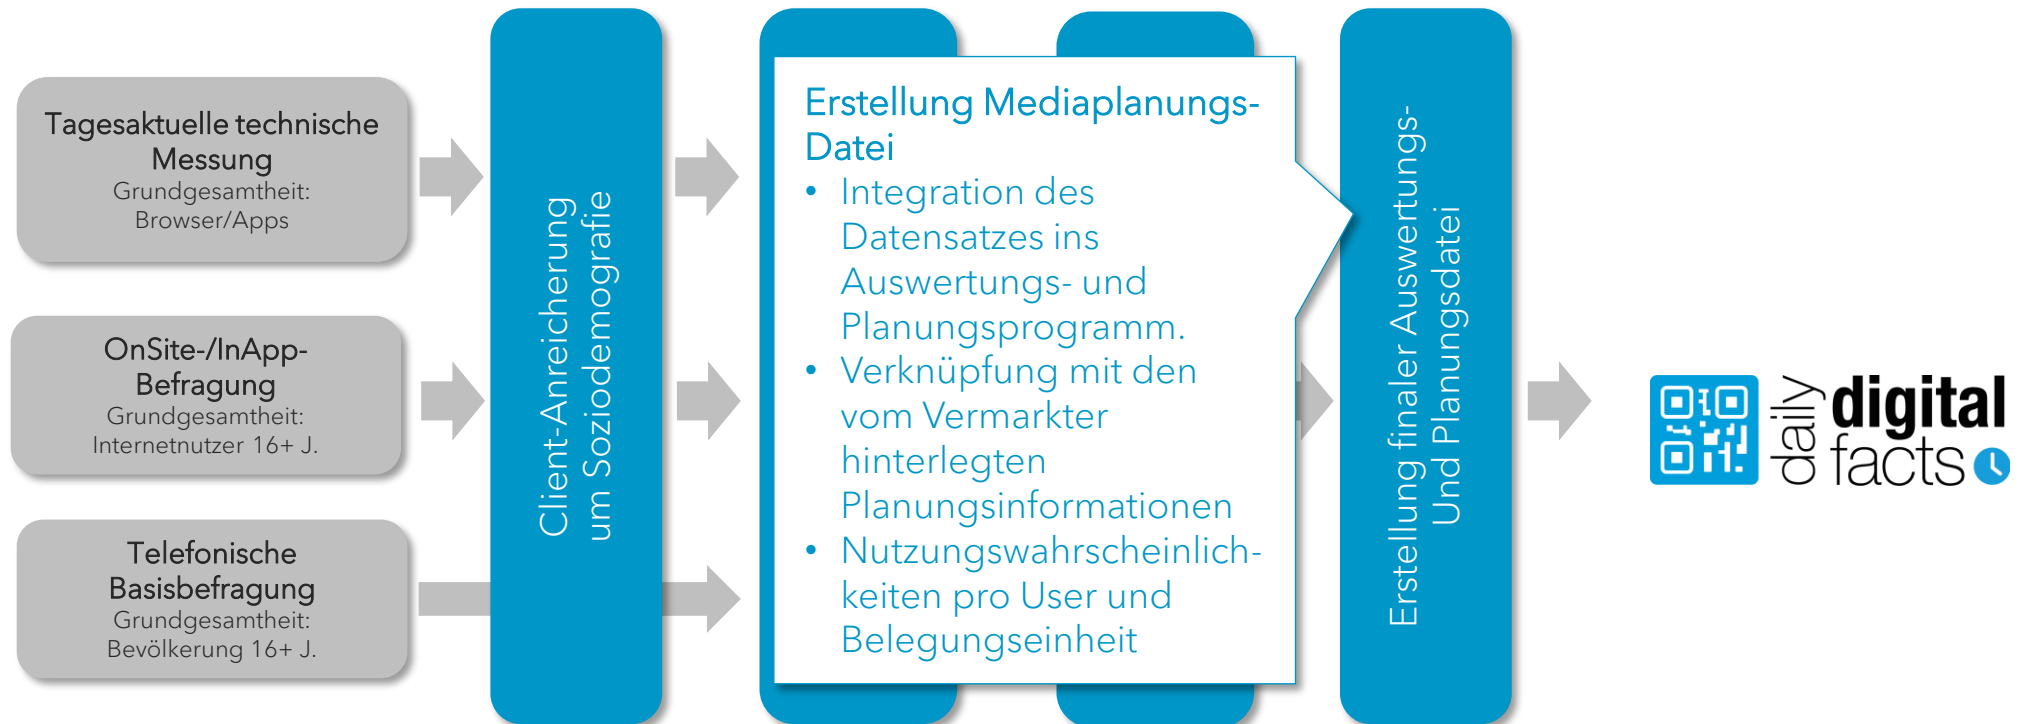 Tagesaktuelle technische
Messung
Grundgesamtheit:
Browser/Apps
OnSite-/InApp-
Befragung
Grundgesamtheit:
Internetnutzer 16+ J.
Telefonische
Basisbefragung
Grundgesamtheit:
Bevölkerung 16+ J.
Client-Anreicherung
um Soziodemografie
Erstellung Mediaplanungs-
Datei
• Integration des
Datensatzes ins
Auswertungs- und
Planungsprogramm.
• Verknüpfung mit den
vom Vermarkter
hinterlegten
Planungsinformationen
• Nutzungswahrscheinlich-
keiten pro User und
Belegungseinheit
Erstellung finaler Auswertungs-
Und Planungsdatei
daily
digital
facts